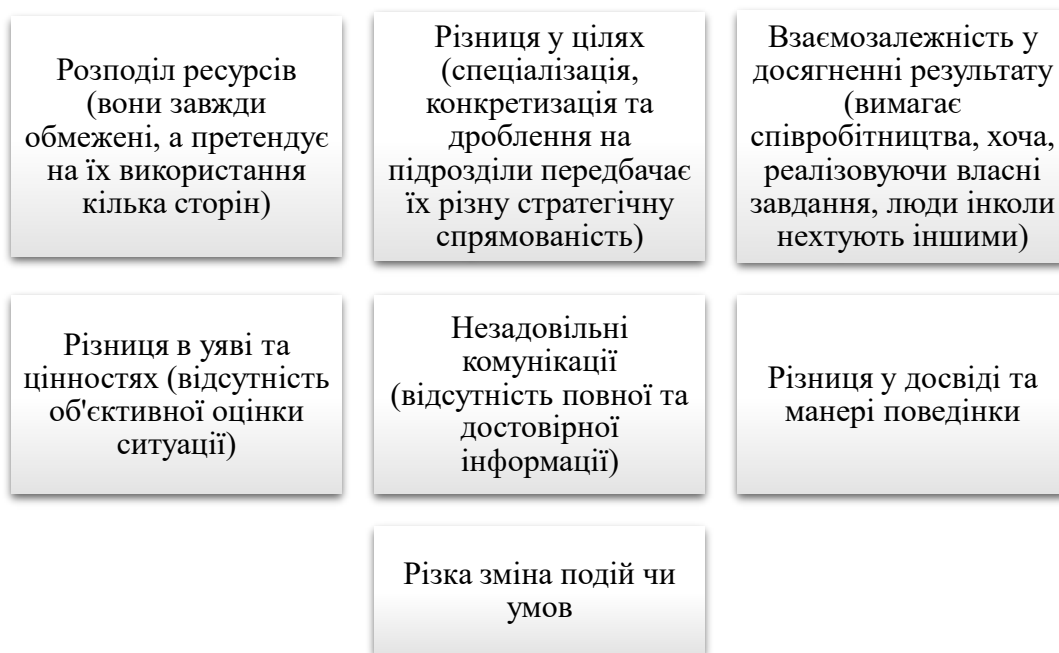 Розподіл ресурсів
(вони завжди
обмежені, а претендує
на їх використання
кілька сторін)
Різниця у цілях
(спеціалізація,
конкретизація та
дроблення на
підрозділи передбачає
їх різну стратегічну
спрямованість)
Взаємозалежність у
досягненні результату
(вимагає
співробітництва, хоча,
реалізовуючи власні
завдання, люди інколи
нехтують іншими)
Різниця в уяві та
цінностях (відсутність
об'єктивної оцінки
ситуації)
Незадовільні
комунікації
(відсутність повної та
достовірної
інформації)
Різниця у досвіді та
манері поведінки
Різка зміна подій чи
умов